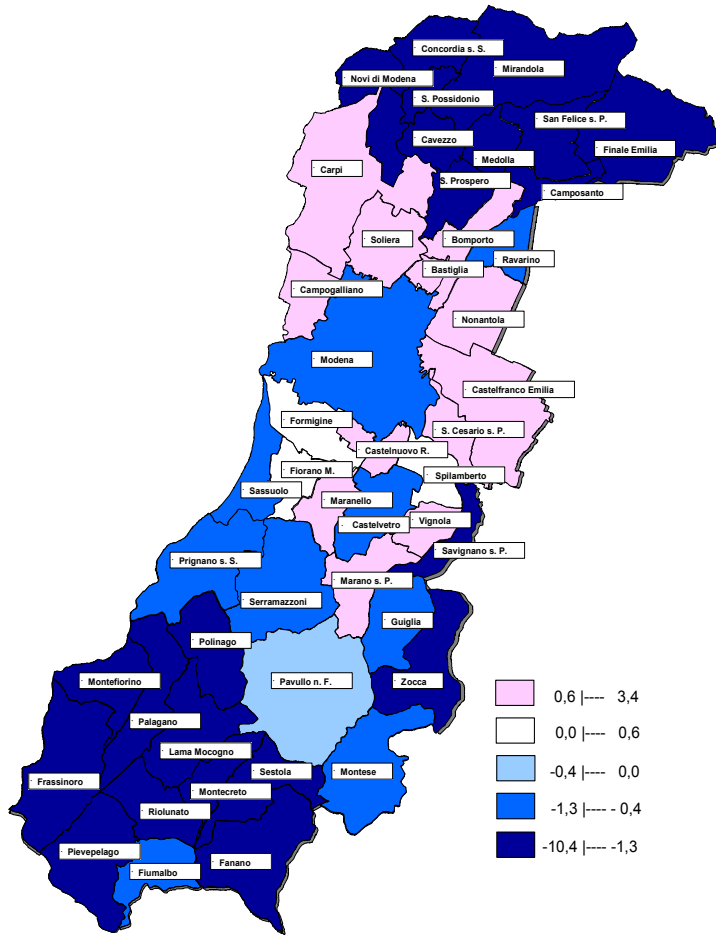 Concordia s. S.
Mirandola
Novi di Modena
S. Possidonio
San Felice s. P.
Cavezzo
Finale Emilia
Medolla
Carpi
S. Prospero
Camposanto
Soliera
Bomporto
Ravarino
Bastiglia
Campogalliano
Nonantola
Modena
Castelfranco Emilia
Formigine
S. Cesario s. P.
Castelnuovo R.
Fiorano M.
Spilamberto
Sassuolo
Maranello
Castelvetro
Vignola
Savignano s. P.
Prignano s. S.
Marano s. P.
Serramazzoni
Guiglia
Polinago
Montefiorino
Pavullo n. F.
Zocca
Palagano
Lama Mocogno
Frassinoro
Sestola
Montese
Montecreto
Riolunato
Pievepelago
Fanano
Fiumalbo
0,6 |---- 3,4
0,0 |---- 0,6
-0,4 |---- 0,0
-1,3 |---- - 0,4
-10,4 |---- -1,3